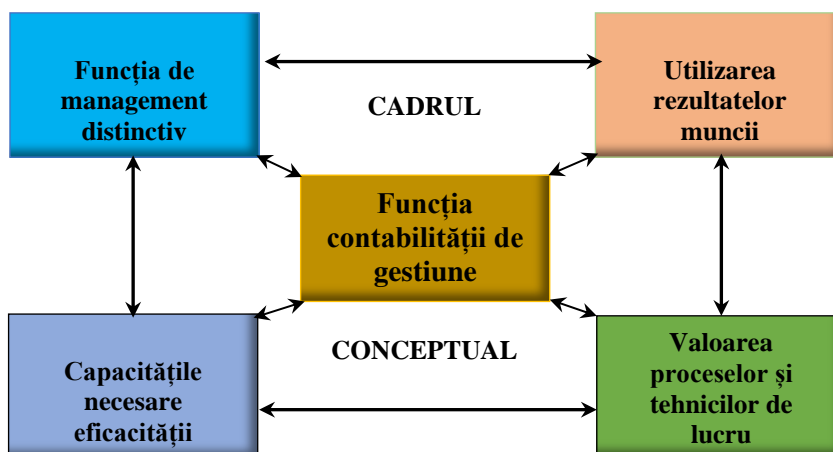 Funcția de
management
distinctiv
CADRUL
Utilizarea
rezultatelor
muncii
Funcția
contabilității de
gestiune
Capacitățile
necesare
eficacității
CONCEPTUAL
Valoarea
proceselor și
tehnicilor de
lucru